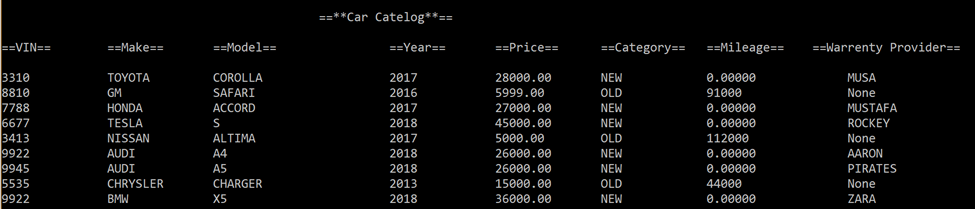 ==**Car Catelog**==
==VIN== ==Make== ==Model== ==Year== ==Price== ==Category== ==Mileage== ==Warrenty Provider==
3310 TOYOTA COROLLA 2017 28000.00 NEW 0.00000 MUSA
8810 GM SAFARI 2016 5999.00 OLD 91000 None
7788 HONDA ACCORD 2017 27000.00 NEW 0.00000 MUSTAFA
6677 TESLA S 2018 45000.00 NEW 0.00000 ROCKEY
3413 NISSAN ALTIMA 2017 5000.00 OLD 112000 None
9922 AUDI A4 2018 26000.00 NEW 0.00000 AARON
9945 AUDI A5 2018 26000.00 NEW 0.00000 PIRATES
5535 CHRYSLER CHARGER 2013 15000.00 OLD 44000 None
9922 BMW X5 2018 36000.00 NEW 0.00000 ZARA